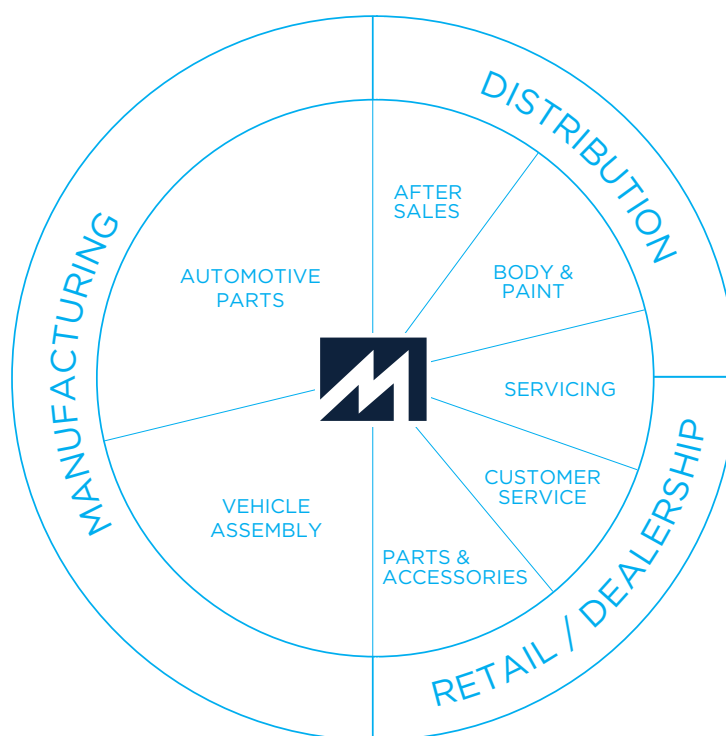 DISTRIBUTION
MANUFACTURING
RETAIL / DEALERSHIP
AFTER
SALES
BODY &
PAINT
AUTOMOTIVE
PARTS
SERVICING
CUSTOMER
SERVICE
VEHICLE
ASSEMBLY
PARTS &
ACCESSORIES